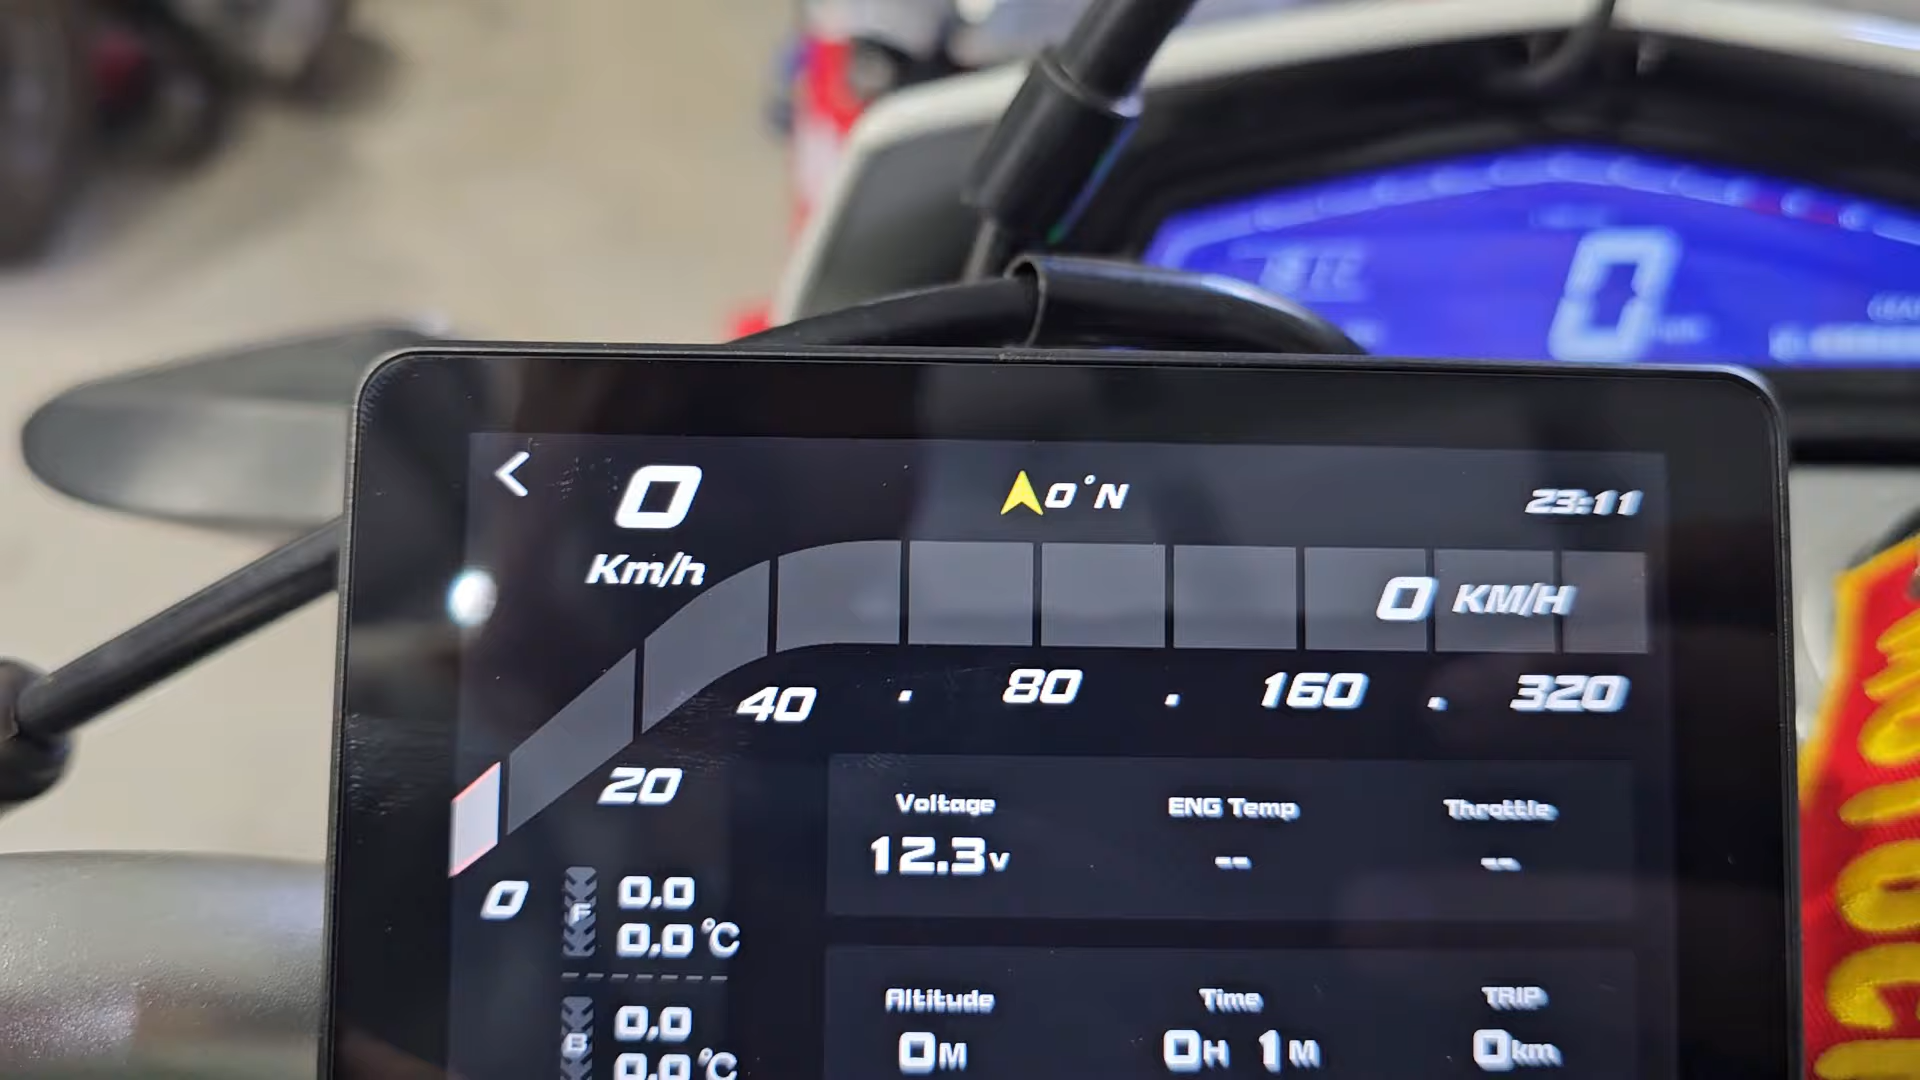 0
0°N
23:11
Km/h
0 KM/H
0 20 40 . 80 . 160 . 320
Voltage ENG Temp Throttle
12.3v -- --
F 0.0
0.0℃
B 0.0
0.0℃
Altitude Time TRIP
0M 0H 1M 0km
0